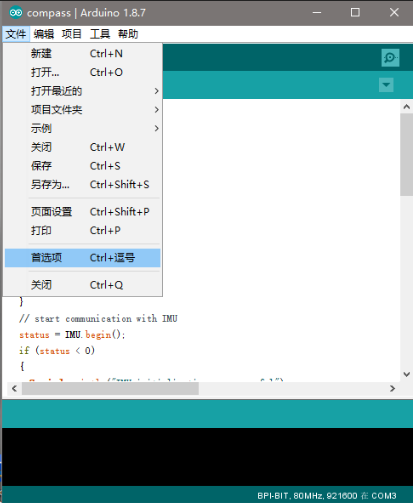 compass | Arduino 1.8.7
文件 编辑 项目 工具 帮助
新建 Ctrl+N
打开... Ctrl+O
打开最近的
项目文件夹
示例
关闭 Ctrl+W
保存 Ctrl+S
另存为... Ctrl+Shift+S
页面设置 Ctrl+Shift+P
打印 Ctrl+P
首选项 Ctrl+逗号
关闭 Ctrl+Q
}
// start communication with IMU
status = IMU.begin();
if (status < 0)
{
BPI-BIT, 80MHz, 921600 在 COM3